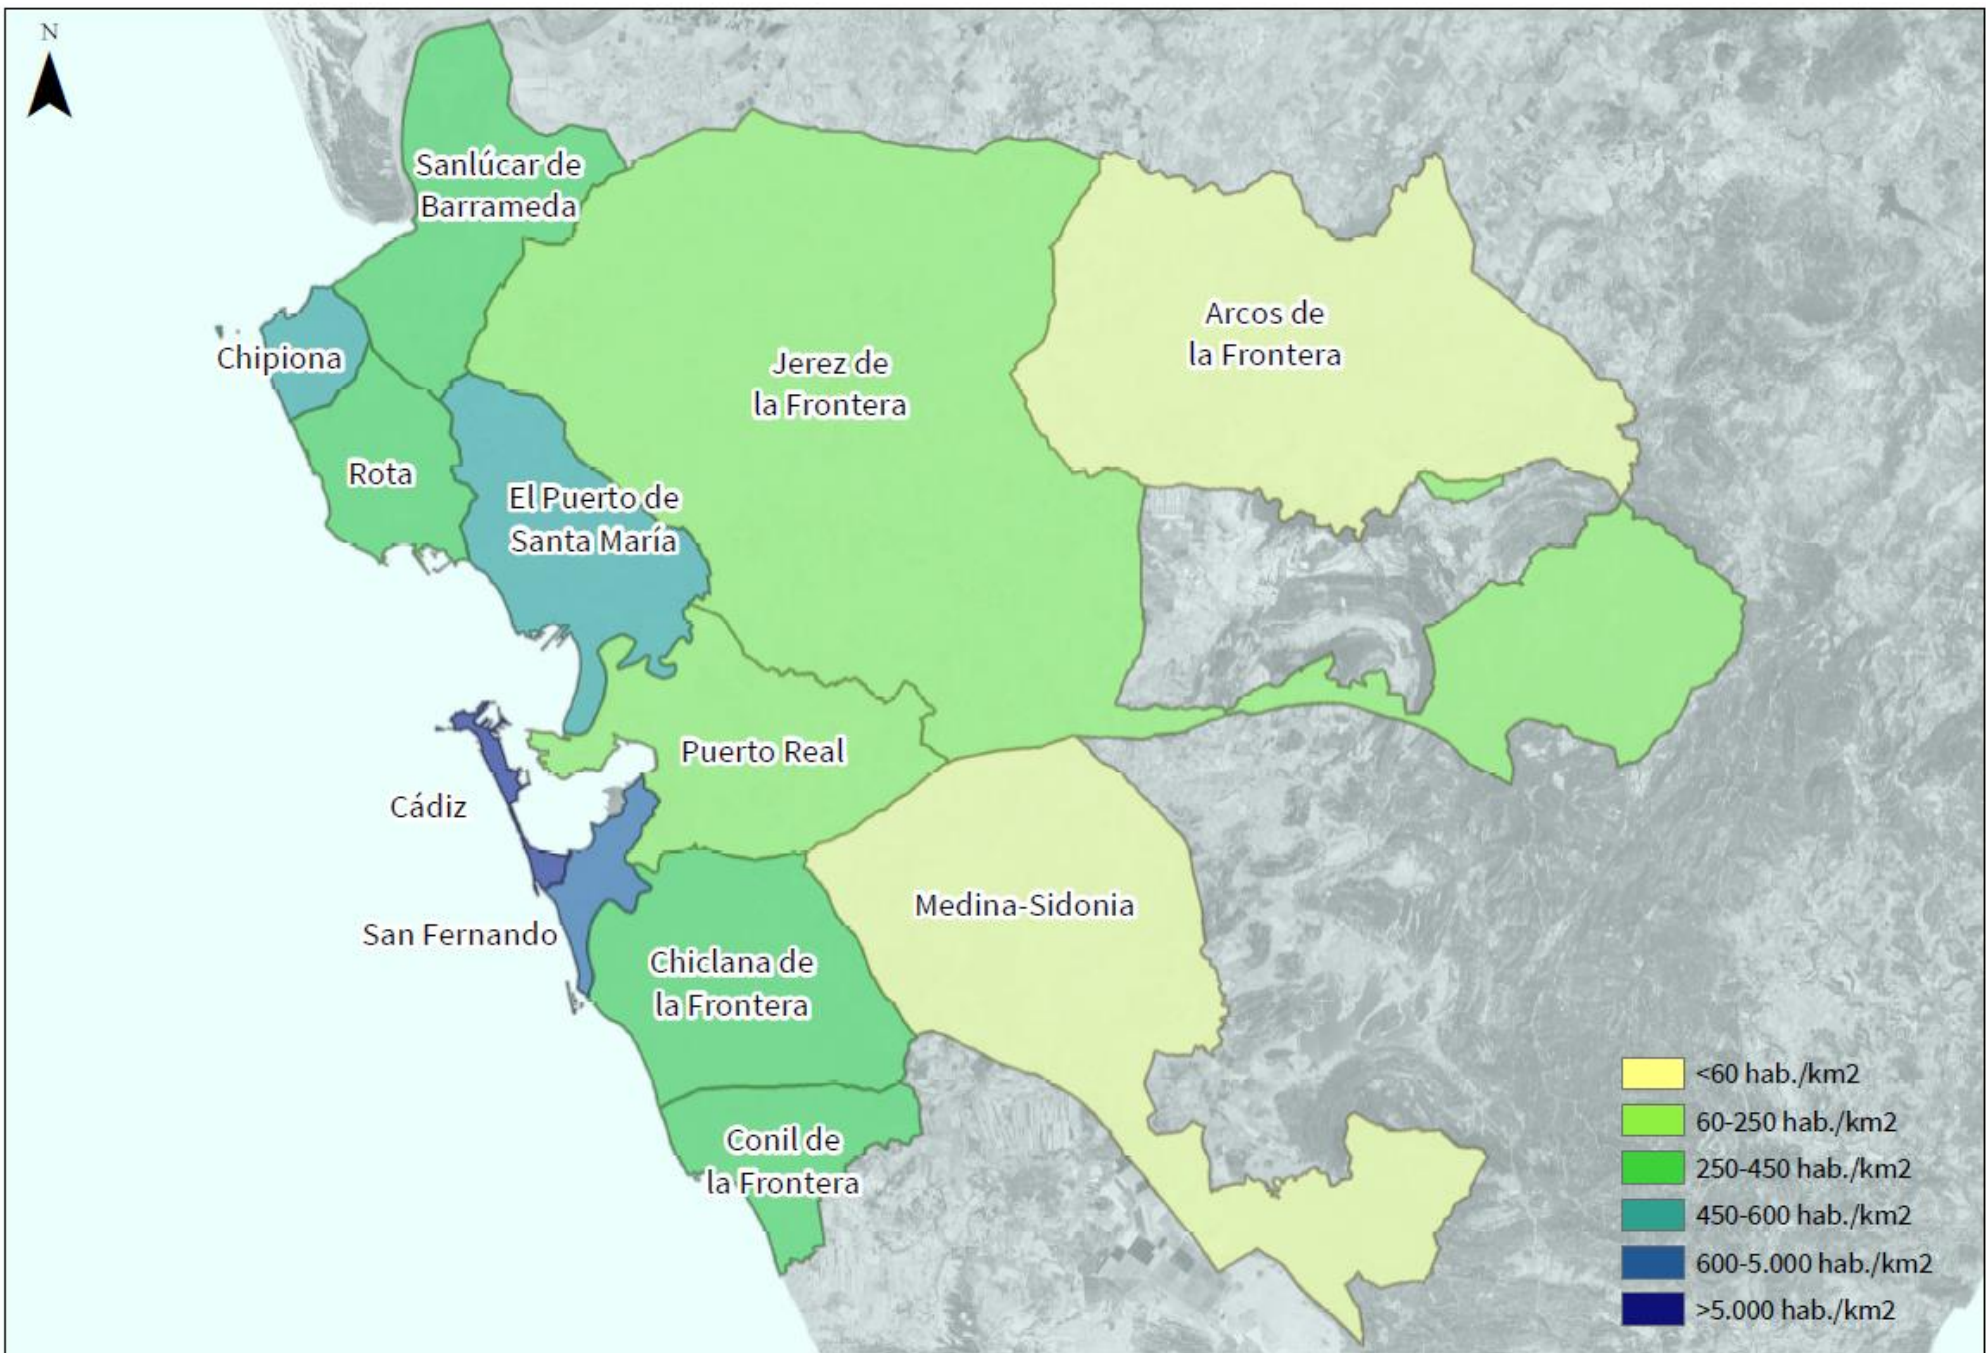 N
Sanlúcar de
Barrameda
Chipiona
Rota
El Puerto de
Santa María
Jerez de
la Frontera
Arcos de
la Frontera
Puerto Real
Cádiz
San Fernando
Medina-Sidonia
Chiclana de
la Frontera
Conil de
la Frontera
<60 hab./km2
60-250 hab./km2
250-450 hab./km2
450-600 hab./km2
600-5.000 hab./km2
>5.000 hab./km2